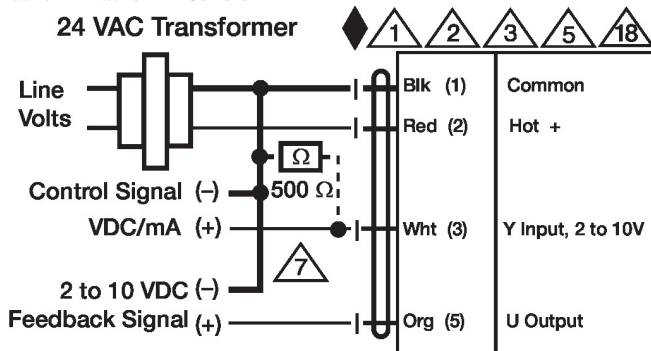 24 VAC Transformer
1 2 3 5 18
Line
Volts
Blk (1) Common
Red (2) Hot +
Ω
500 Ω
Control Signal (-)
VDC/mA (+)
Wht (3) Y Input, 2 to 10V
7
2 to 10 VDC (-)
Feedback Signal (+)
Org (5) U Output